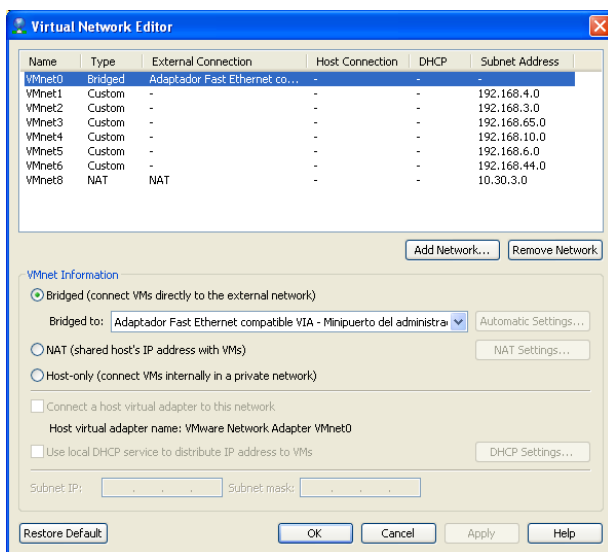 Virtual Network Editor
Name Type External Connection Host Connection DHCP Subnet Address
VMnet0 Bridged Adaptador Fast Ethernet co... - - -
VMnet1 Custom - - - 192.168.4.0
VMnet2 Custom - - - 192.168.3.0
VMnet3 Custom - - - 192.168.65.0
VMnet4 Custom - - - 192.168.10.0
VMnet5 Custom - - - 192.168.6.0
VMnet6 Custom - - - 192.168.44.0
VMnet8 NAT NAT - - 10.30.3.0
Add Network... Remove Network
VMnet Information
Bridged (connect VMs directly to the external network)
Bridged to: Adaptador Fast Ethernet compatible VIA - Minipuerto del administra Automatic Settings...
NAT (shared host's IP address with VMs) NAT Settings...
Host-only (connect VMs internally in a private network)
Connect a host virtual adapter to this network
Host virtual adapter name: VMware Network Adapter VMnet0
Use local DHCP service to distribute IP address to VMs DHCP Settings...
Subnet IP: . . . Subnet mask: . . .
Restore Default OK Cancel Apply Help